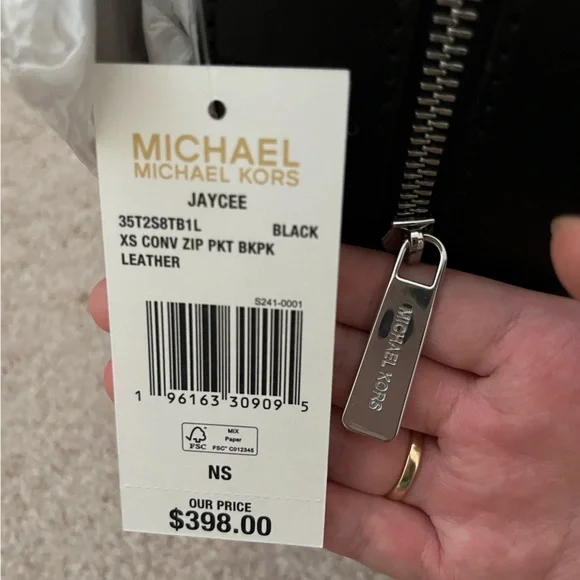 MICHAEL
MICHAEL KORS
JAYCEE
35T2S8TB1L BLACK
XS CONV ZIP PKT BKPK
LEATHER
S241-0001
1 96163 30909 5
FSC
MIX
Paper
FSC™ C012345
NS
OUR PRICE
$398.00
MICHAEL KORS